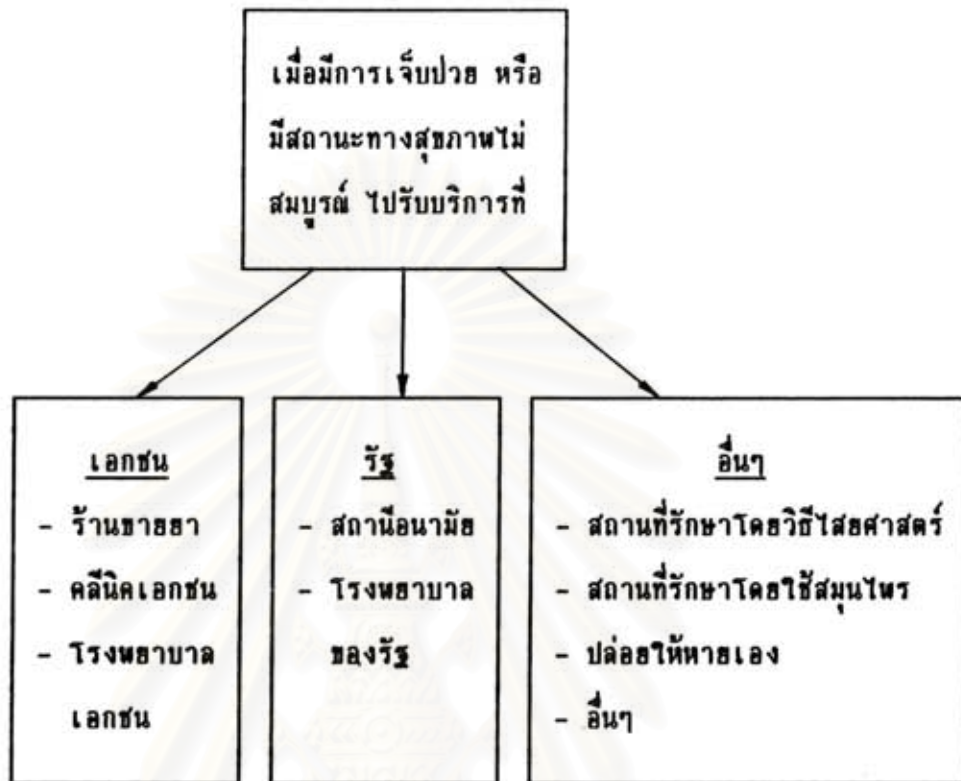 เมื่อมีการเจ็บป่วย หรือ
มีสถานะทางสุขภาพไม่
สมบูรณ์ ไปรับบริการที่
เอกชน
- ร้านขายยา
- คลีนิคเอกชน
- โรงพยาบาล
เอกชน
รัฐ
- สถานีอนามัย
- โรงพยาบาล
ของรัฐ
อื่นๆ
- สถานที่รักษาโดยวิธีไสยศาสตร์
- สถานที่รักษาโดยใช้สมุนไพร
- ปล่อยให้หายเอง
- อื่นๆ